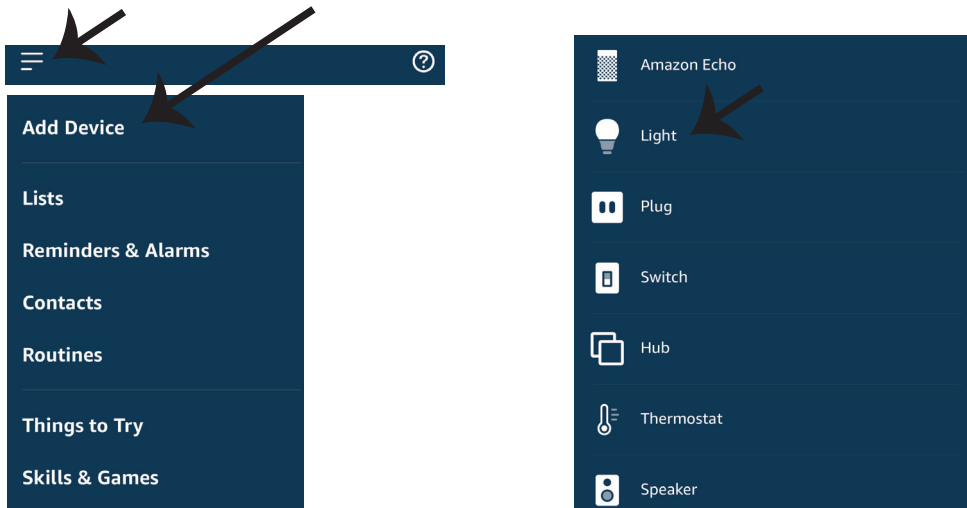 Add Device
Lists
Reminders & Alarms
Contacts
Routines
Things to Try
Skills & Games
Amazon Echo
Light
Plug
Switch
Hub
Thermostat
Speaker